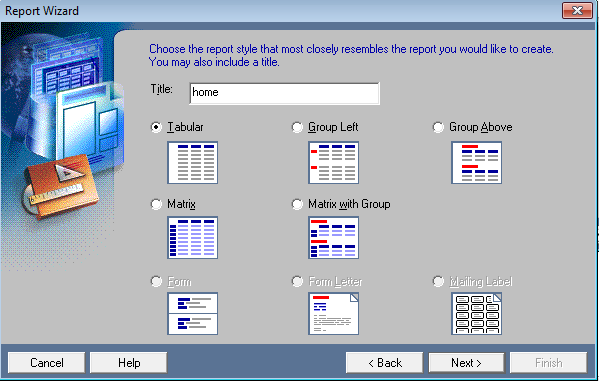 Report Wizard
Choose the report style that most closely resembles the report you would like to create.
You may also include a title.
Title: home
Tabular Group Left Group Above
Matrix Matrix with Group
Form Form Letter Mailing Label
Cancel Help < Back Next > Finish